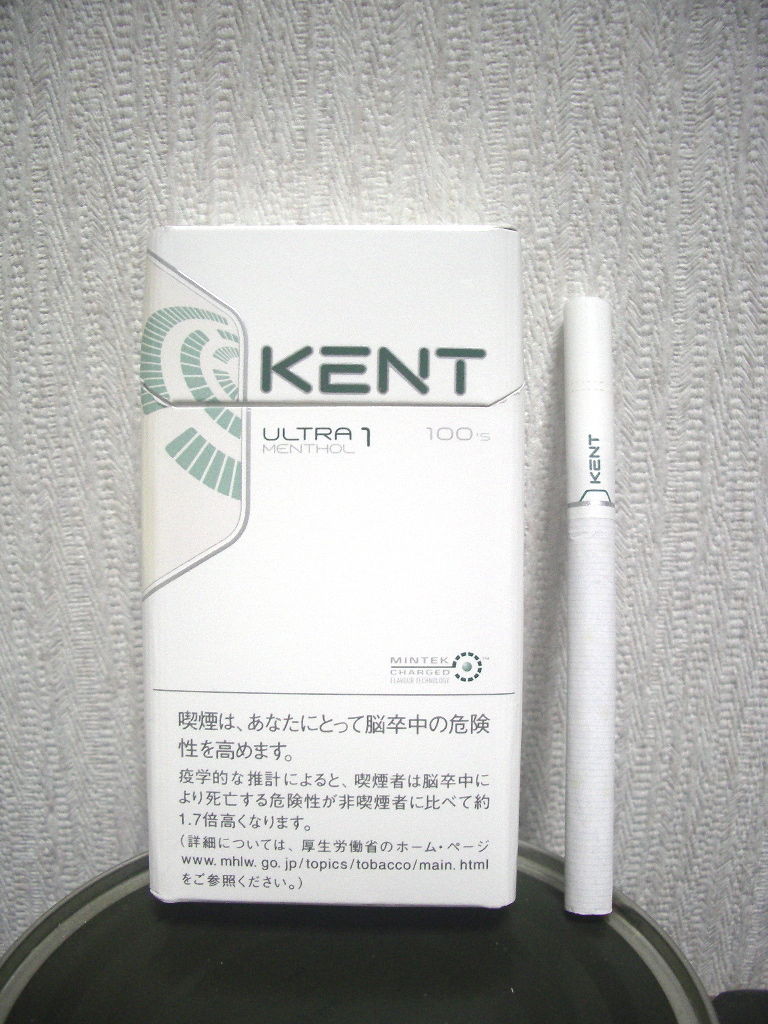 KENT
ULTRA 1 100's
MENTHOL
MINTEK
CHARGED
FLAVOUR TECHNOLOGY
喫煙は、あなたにとって脳卒中の危険
性を高めます。
疫学的な推計によると、喫煙者は脳卒中に
より死亡する危険性が非喫煙者に比べて約
1.7倍高くなります。
(詳細については、厚生労働省のホーム・ページ
www.mhlw.go.jp/topics/tobacco/main.html
をご参照ください。)
KENT